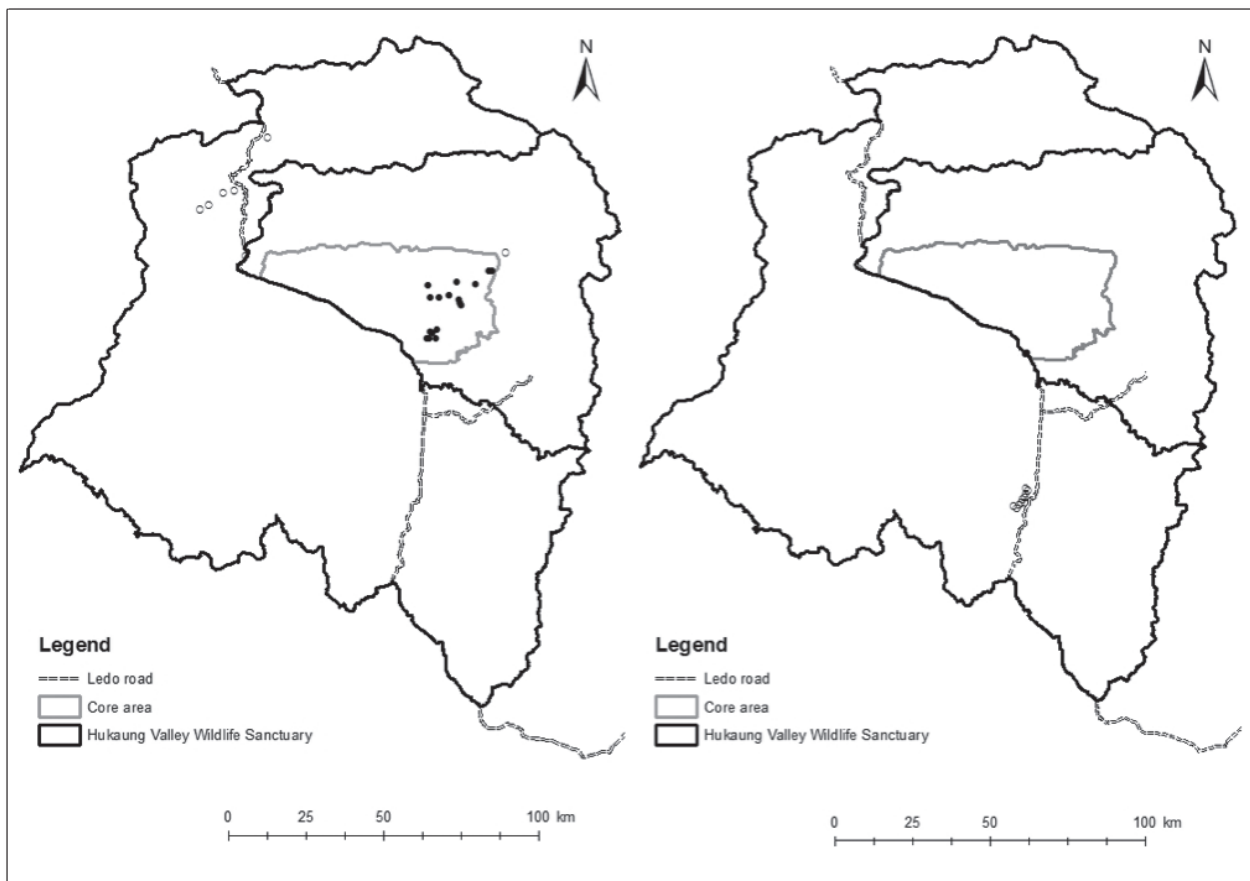 N
Legend
Ledo road
Core area
Hukaung Valley Wildlife Sanctuary
0 25 50 100 km
N
Legend
Ledo road
Core area
Hukaung Valley Wildlife Sanctuary
0 25 50 100 km